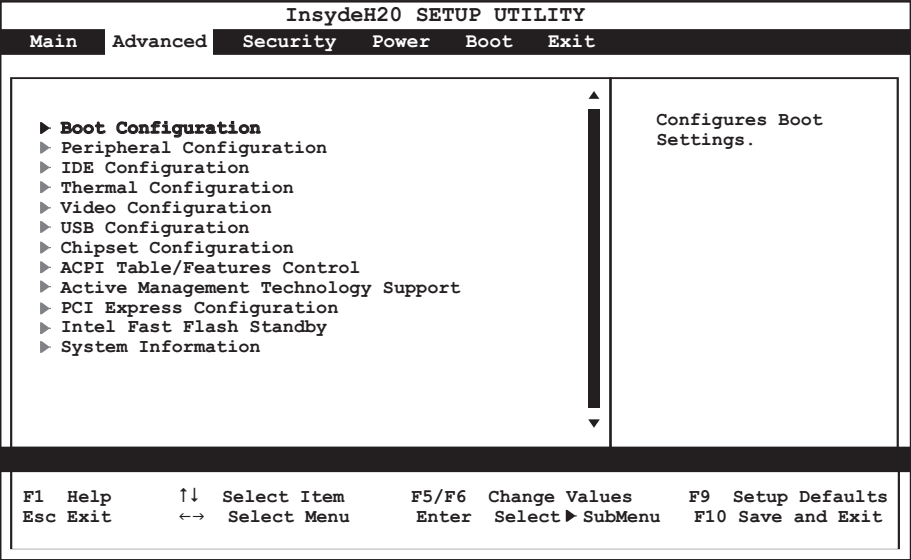 InsydeH20 SETUP UTILITY
Main Advanced Security Power Boot Exit
Boot Configuration
Peripheral Configuration
IDE Configuration
Thermal Configuration
Video Configuration
USB Configuration
Chipset Configuration
ACPI Table/Features Control
Active Management Technology Support
PCI Express Configuration
Intel Fast Flash Standby
System Information
Configures Boot
Settings.
F1 Help ↑↓ Select Item F5/F6 Change Values F9 Setup Defaults
Esc Exit ←→ Select Menu Enter Select ▶ SubMenu F10 Save and Exit